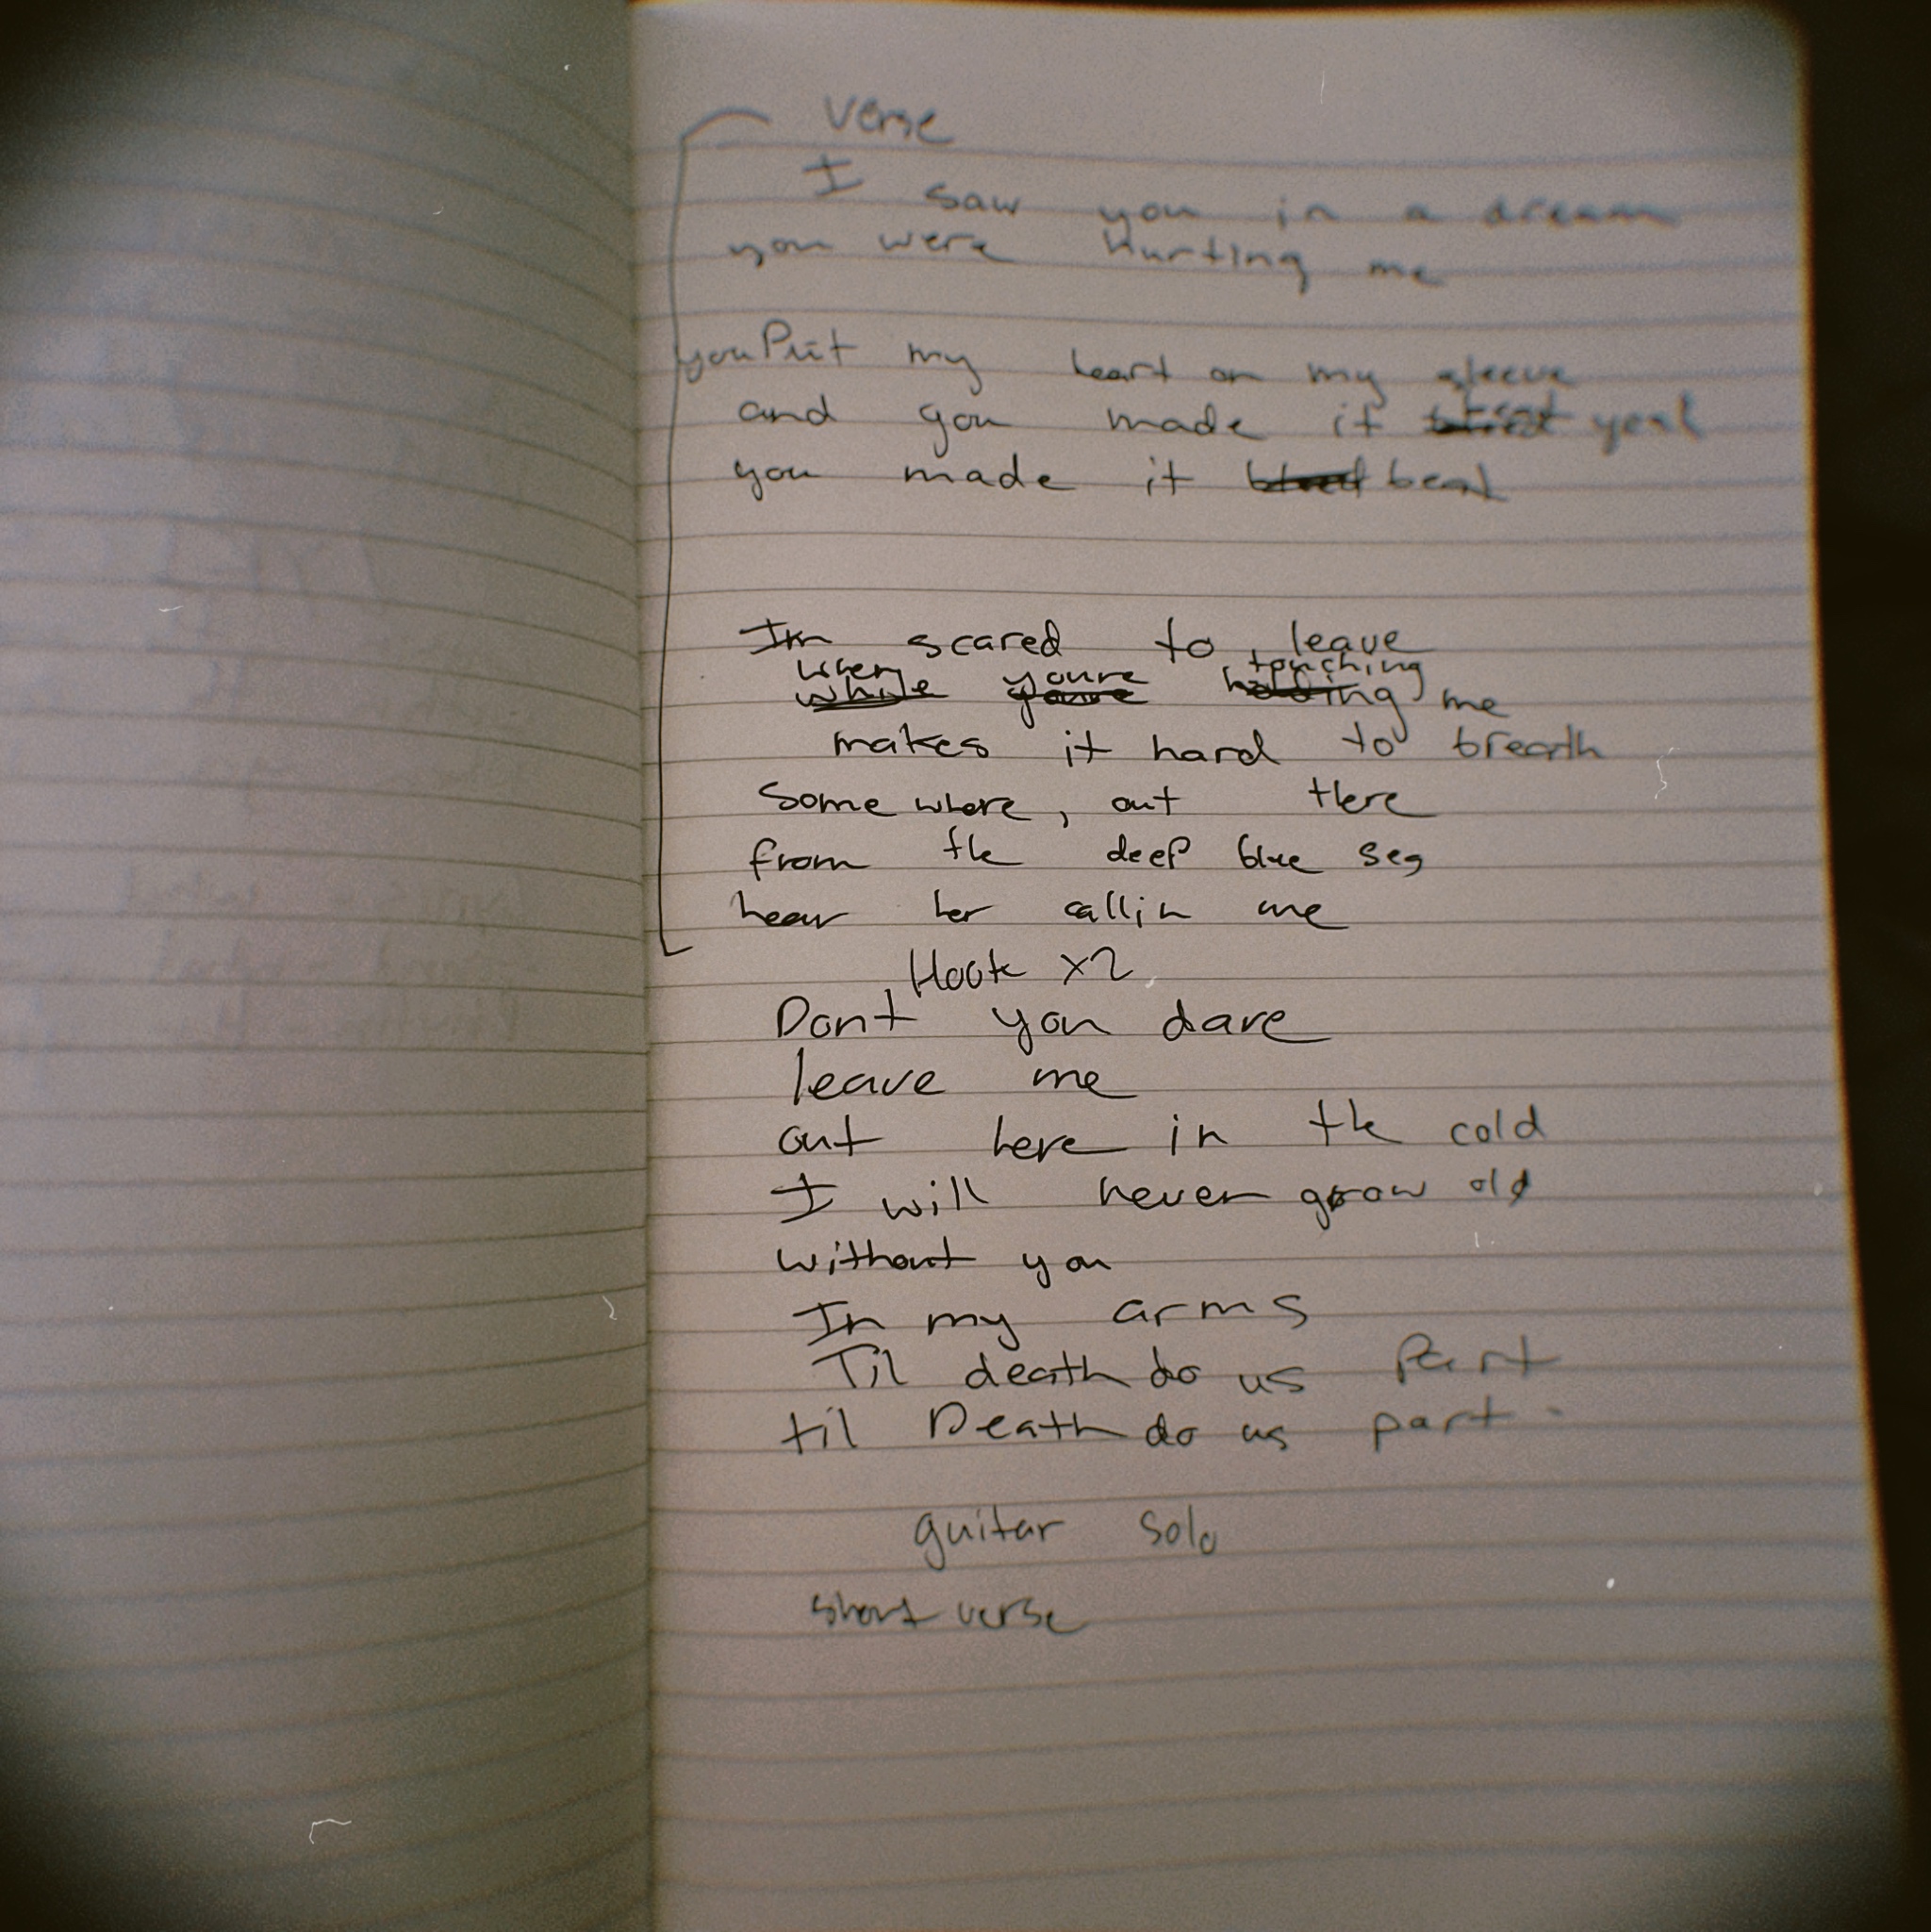 Verse
I saw you in a dream
you were Hurting me
you Put my heart on my sleeve
and you made it yeah
you made it beat
Im scared to leave
when youre touching
while youre holding me
makes it hard to breath
Some where, out there
from the deep blue sea
hear her callin me
Hook x2
Dont you dare
leave me
out here in the cold
I will never grow old
without you
In my arms
Til death do us Part
til Death do us part
guitar solo
short verse